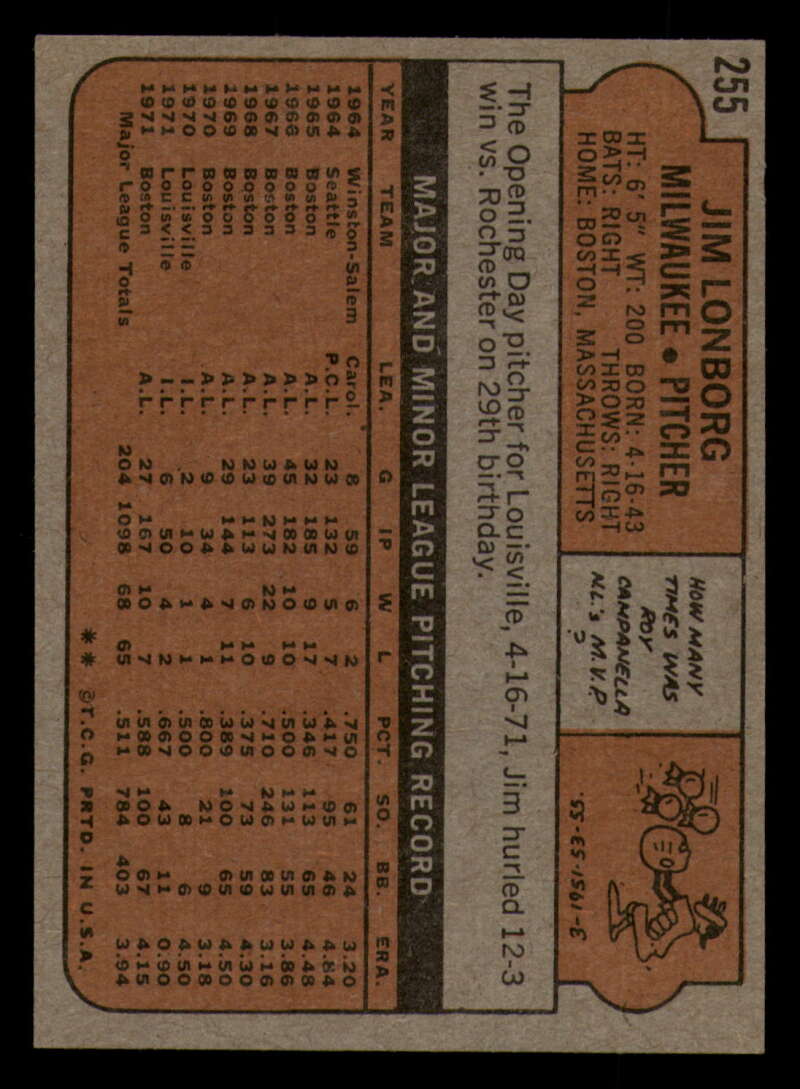 255
JIM LONBORG
MILWAUKEE • PITCHER
HT: 6' 5" WT: 200 BORN: 4-16-43
BATS: RIGHT THROWS: RIGHT
HOME: BOSTON, MASSACHUSETTS
HOW MANY
TIMES WAS
ROY
CAMPANELLA
N.L.'s M.V.P
?
3-1951-53-55.
The Opening Day pitcher for Louisville, 4-16-71, Jim hurled 12-3
win vs. Rochester on 29th birthday.
MAJOR AND MINOR LEAGUE PITCHING RECORD
YEAR TEAM LEA. G IP W L PCT. SO. BB. ERA.
1964 Winston-Salem Carol. 8 59 6 2 .750 61 24 3.20
1964 Seattle P.C.L. 23 132 5 7 .417 95 46 4.84
1965 Boston A.L. 32 185 9 17 .346 113 65 4.48
1966 Boston A.L. 45 182 10 10 .500 131 55 3.86
1967 Boston A.L. 39 273 22 9 .710 246 83 3.16
1968 Boston A.L. 23 113 6 10 .375 73 59 4.30
1969 Boston A.L. 29 144 7 11 .389 100 65 4.50
1970 Boston A.L. 9 34 4 1 .800 21 9 3.18
1970 Louisville I.L. 2 10 1 1 .500 8 6 4.50
1971 Louisville I.L. 6 50 4 2 .667 43 11 0.90
1971 Boston A.L. 27 167 10 7 .588 100 67 4.15
Major League Totals 204 1098 68 65 .511 784 403 3.94
** @T.C.G. PRTD. IN U.S.A.